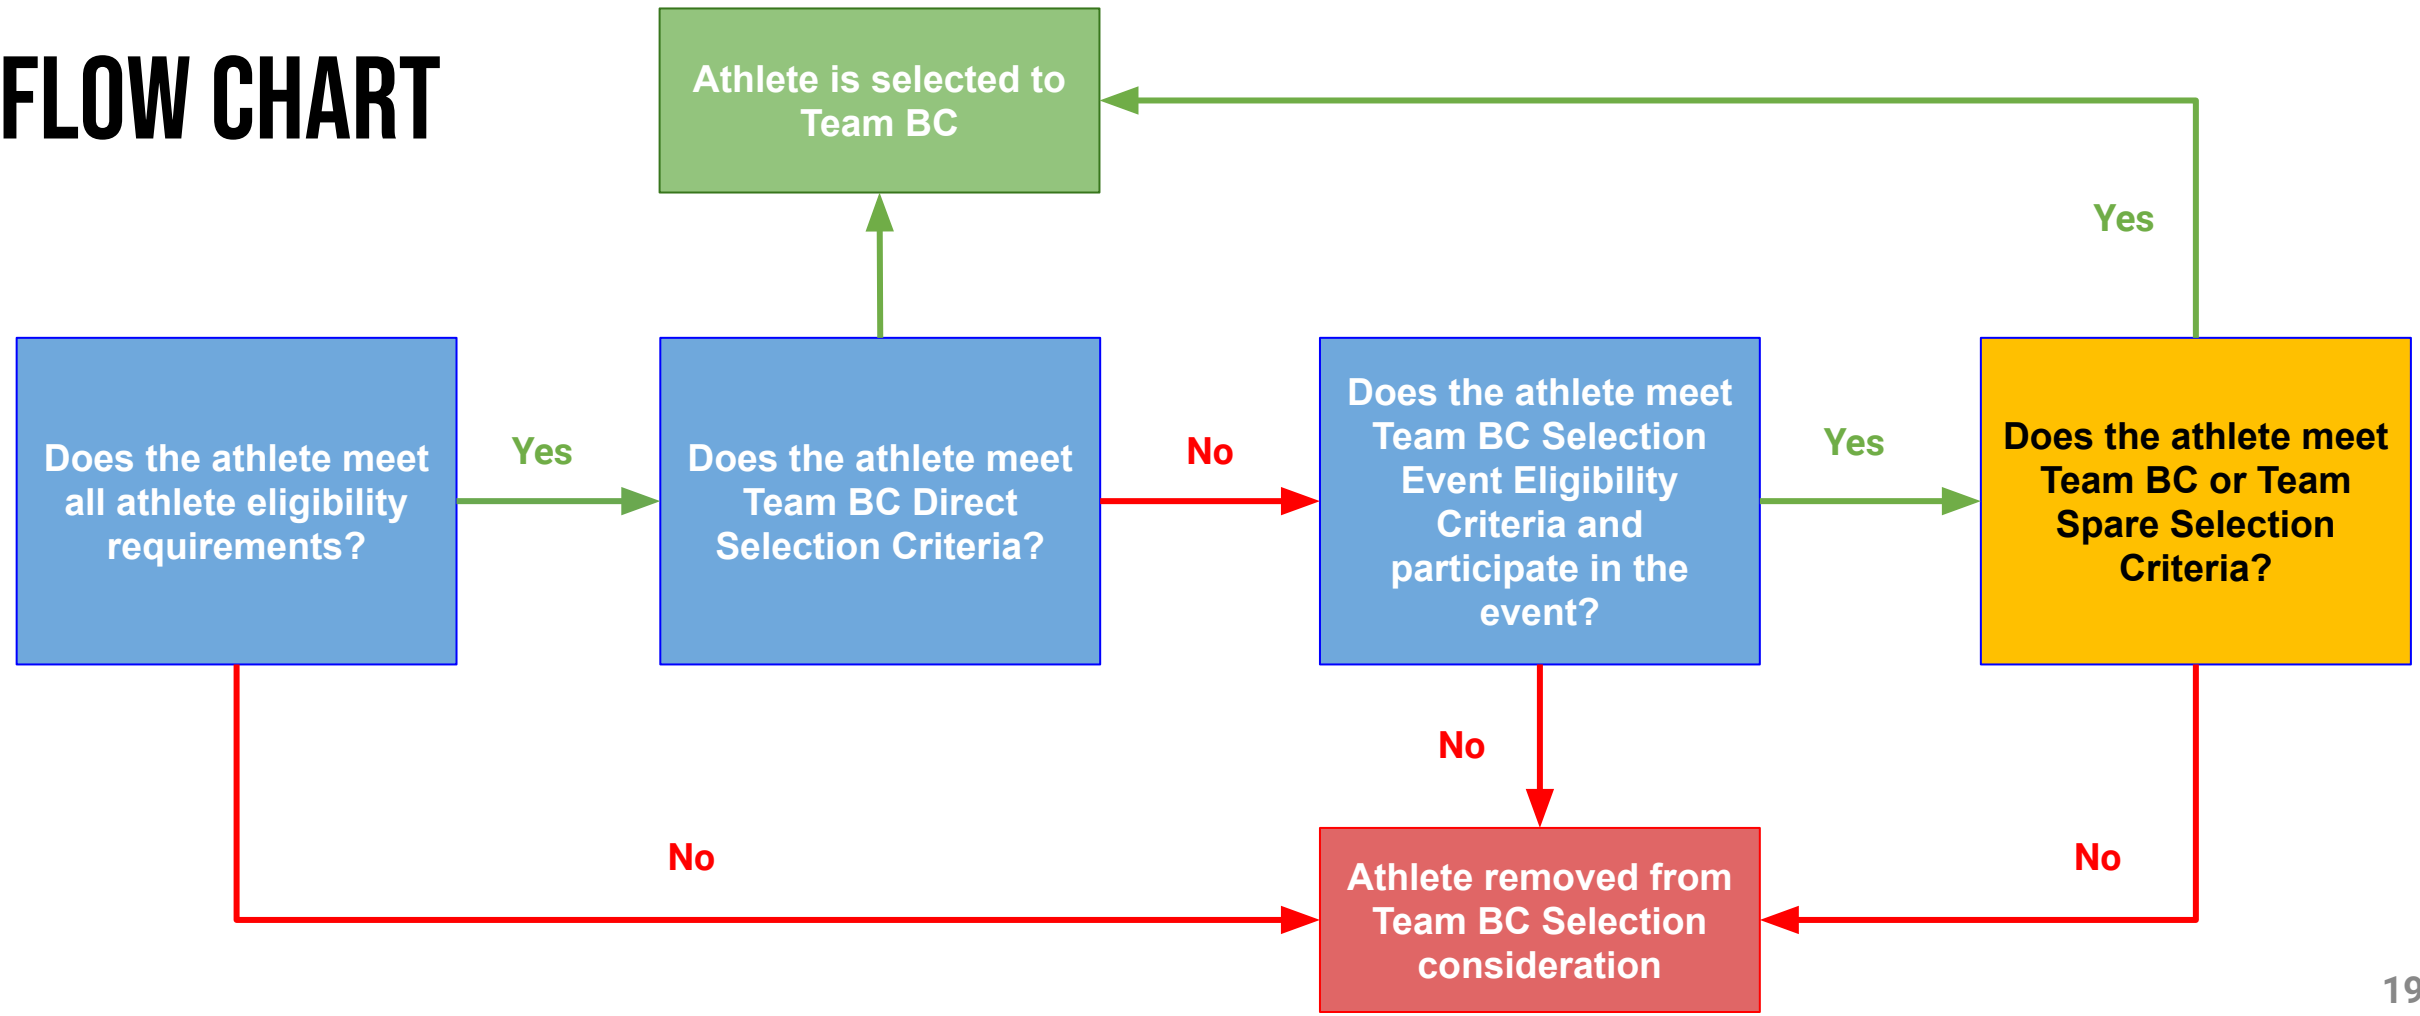 FLOW CHART
Athlete is selected to
Team BC
Yes
Does the athlete meet
all athlete eligibility
requirements?
Yes
Does the athlete meet
Team BC Direct
Selection Criteria?
No
Does the athlete meet
Team BC Selection
Event Eligibility
Criteria and
participate in the
event?
Yes
Does the athlete meet
Team BC or Team
Spare Selection
Criteria?
No
No
No
Athlete removed from
Team BC Selection
consideration
19